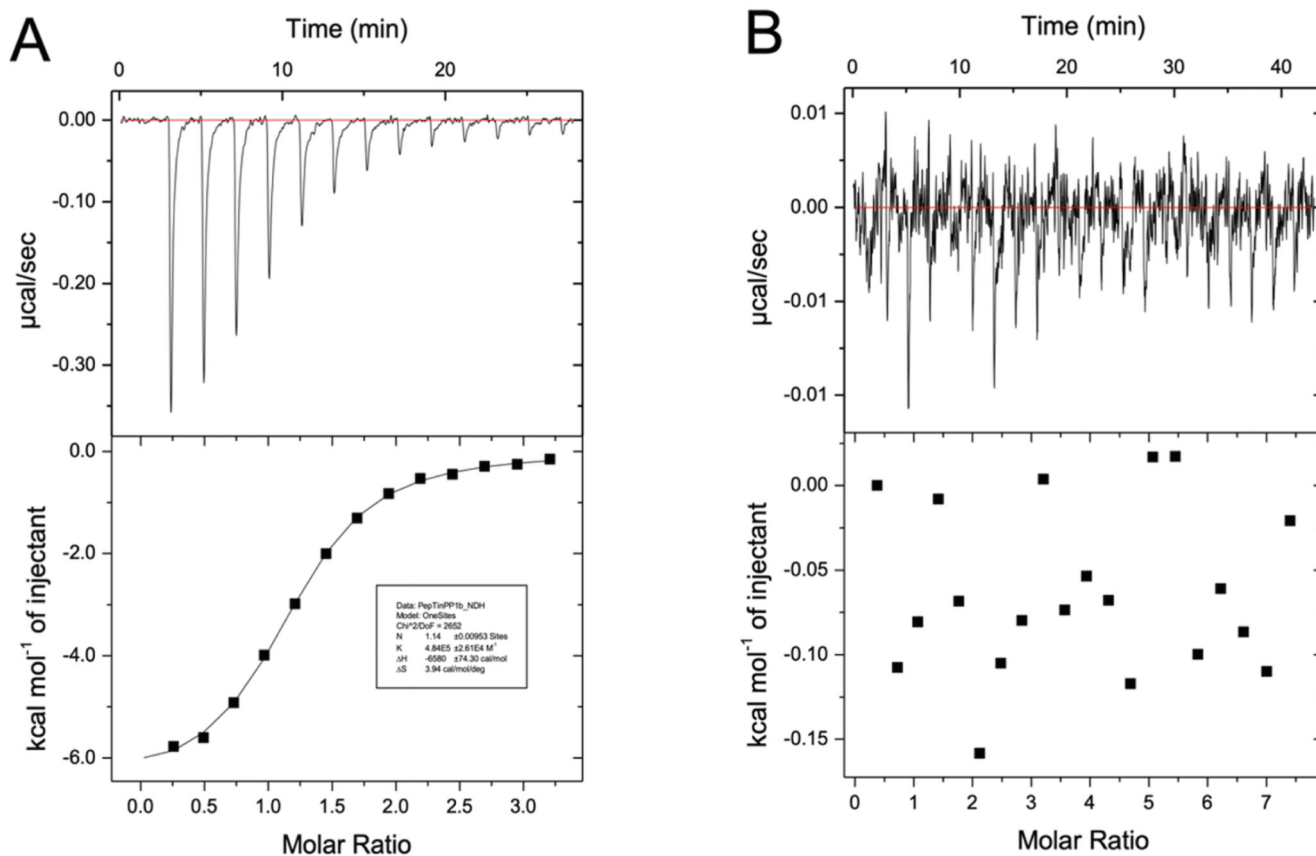 A
Time (min)
0 10 20
0.00
-0.10
-0.20
-0.30
µcal/sec
0.0
-2.0
-4.0
-6.0
kcal mol⁻¹ of injectant
Data: PepTinPP1b_NDH
Model: OneSites
Chi^2/DoF = 2652
N 1.14 ±0.00953 Sites
K 4.84E5 ±2.61E4 M⁻¹
ΔH -6580 ±74.30 cal/mol
ΔS 3.94 cal/mol/deg
0.0 0.5 1.0 1.5 2.0 2.5 3.0
Molar Ratio
B
Time (min)
0 10 20 30 40
0.01
0.00
-0.01
-0.01
µcal/sec
0.00
-0.05
-0.10
-0.15
kcal mol⁻¹ of injectant
0 1 2 3 4 5 6 7
Molar Ratio